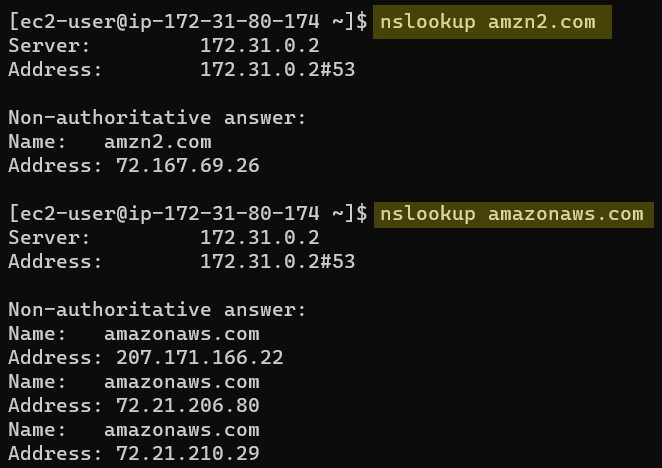 [ec2-user@ip-172-31-80-174 ~]$ nslookup amzn2.com
Server:         172.31.0.2
Address:        172.31.0.2#53
Non-authoritative answer:
Name:   amzn2.com
Address: 72.167.69.26
[ec2-user@ip-172-31-80-174 ~]$ nslookup amazonaws.com
Server:         172.31.0.2
Address:        172.31.0.2#53
Non-authoritative answer:
Name:   amazonaws.com
Address: 207.171.166.22
Name:   amazonaws.com
Address: 72.21.206.80
Name:   amazonaws.com
Address: 72.21.210.29